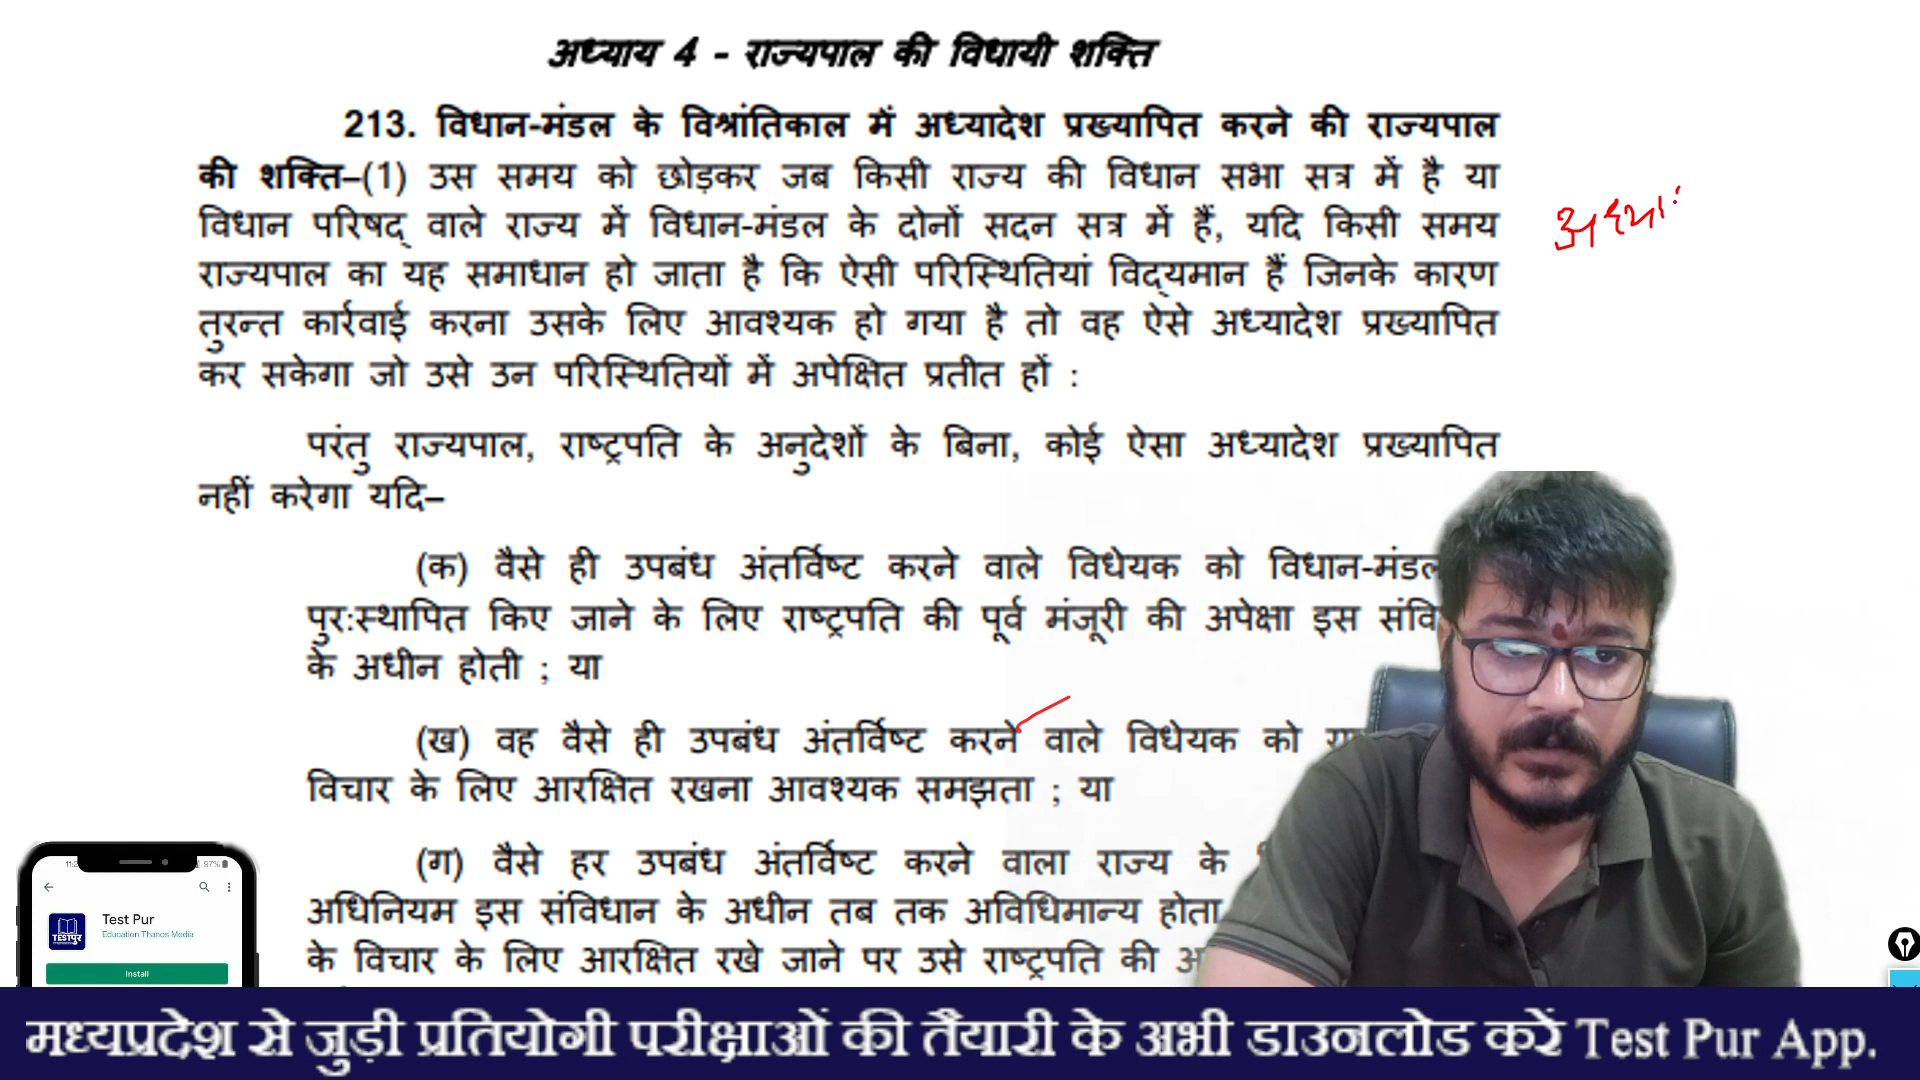 अध्याय 4 - राज्यपाल की विधायी शक्ति
213. विधान-मंडल के विश्रांतिकाल में अध्यादेश प्रख्यापित करने की राज्यपाल
की शक्ति–(1) उस समय को छोड़कर जब किसी राज्य की विधान सभा सत्र में है या
विधान परिषद् वाले राज्य में विधान-मंडल के दोनों सदन सत्र में हैं, यदि किसी समय
राज्यपाल का यह समाधान हो जाता है कि ऐसी परिस्थितियां विद्यमान हैं जिनके कारण
तुरन्त कार्रवाई करना उसके लिए आवश्यक हो गया है तो वह ऐसे अध्यादेश प्रख्यापित
कर सकेगा जो उसे उन परिस्थितियों में अपेक्षित प्रतीत हों :
परंतु राज्यपाल, राष्ट्रपति के अनुदेशों के बिना, कोई ऐसा अध्यादेश प्रख्यापित
नहीं करेगा यदि–
(क) वैसे ही उपबंध अंतर्विष्ट करने वाले विधेयक को विधान-मंडल
पुरःस्थापित किए जाने के लिए राष्ट्रपति की पूर्व मंजूरी की अपेक्षा इस
के अधीन होती ; या
(ख) वह वैसे ही उपबंध अंतर्विष्ट करने वाले विधेयक को
विचार के लिए आरक्षित रखना आवश्यक समझता ; या
(ग) वैसे हर उपबंध अंतर्विष्ट करने वाला राज्य के
अधिनियम इस संविधान के अधीन तब तक अविधिमान्य होता
के विचार के लिए आरक्षित रखे जाने पर उसे राष्ट्रपति की
97%
Test Pur
Education Thanos Media
TESTपुर
Install
मध्यप्रदेश से जुड़ी प्रतियोगी परीक्षाओं की तैयारी के अभी डाउनलोड करें Test Pur App.